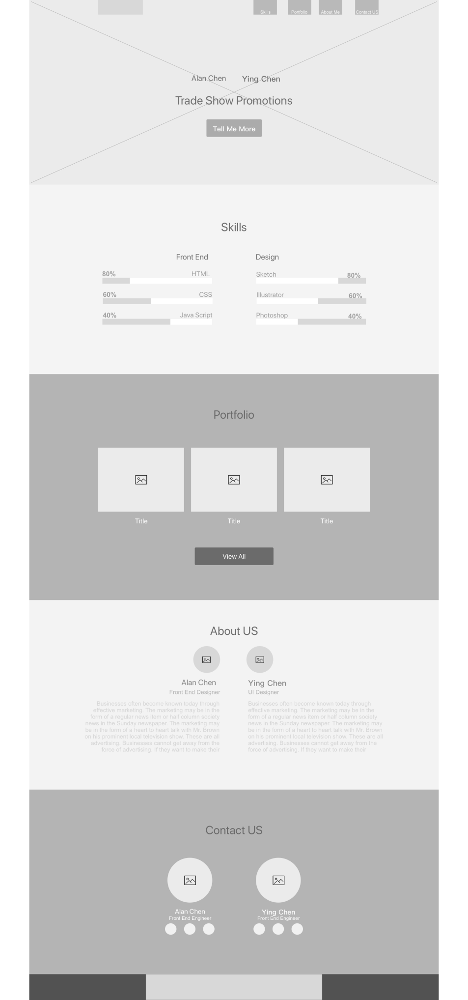 Skills
Portfolio
About Me
Contact US
Alan Chen
Ying Chen
Trade Show Promotions
Tell Me More
Skills
Front End
80% HTML
60% CSS
40% Java Script
Design
Sketch 80%
Illustrator 60%
Photoshop 40%
Portfolio
Title
Title
Title
View All
About US
Alan Chen
Front End Designer
Businesses often become known today through
effective marketing. The marketing may be in the
form of a regular news item or half column society
news in the Sunday newspaper. The marketing may
be in the form of a heart to heart talk with Mr. Brown
on his prominent local television show. These are all
advertising. Businesses cannot get away from the
force of advertising. If they want to make their
Ying Chen
UI Designer
Businesses often become known today through
effective marketing. The marketing may be in the
form of a regular news item or half column society
news in the Sunday newspaper. The marketing may
be in the form of a heart to heart talk with Mr. Brown
on his prominent local television show. These are all
advertising. Businesses cannot get away from the
force of advertising. If they want to make their
Contact US
Alan Chen
Front End Engineer
Ying Chen
Front End Engineer